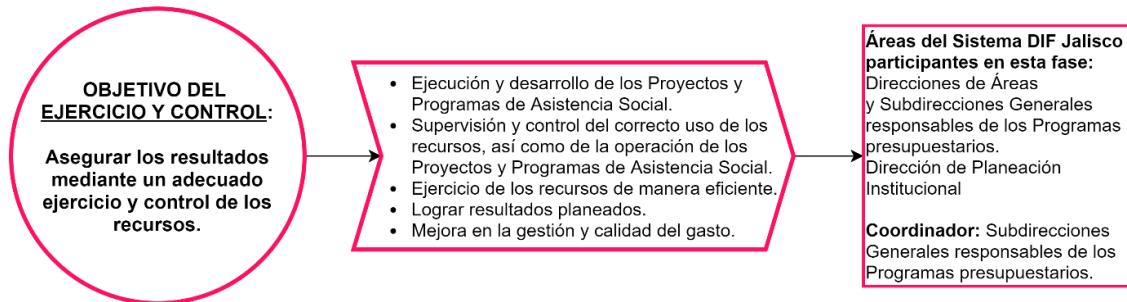 OBJETIVO DEL
EJERCICIO Y CONTROL:
Asegurar los resultados
mediante un adecuado
ejercicio y control de los
recursos.
• Ejecución y desarrollo de los Proyectos y
Programas de Asistencia Social.
• Supervisión y control del correcto uso de los
recursos, así como de la operación de los
Proyectos y Programas de Asistencia Social.
• Ejercicio de los recursos de manera eficiente.
• Lograr resultados planeados.
• Mejora en la gestión y calidad del gasto.
Áreas del Sistema DIF Jalisco
participantes en esta fase:
Direcciones de Áreas
y Subdirecciones Generales
responsables de los Programas
presupuestarios.
Dirección de Planeación
Institucional
Coordinador: Subdirecciones
Generales responsables de los
Programas presupuestarios.